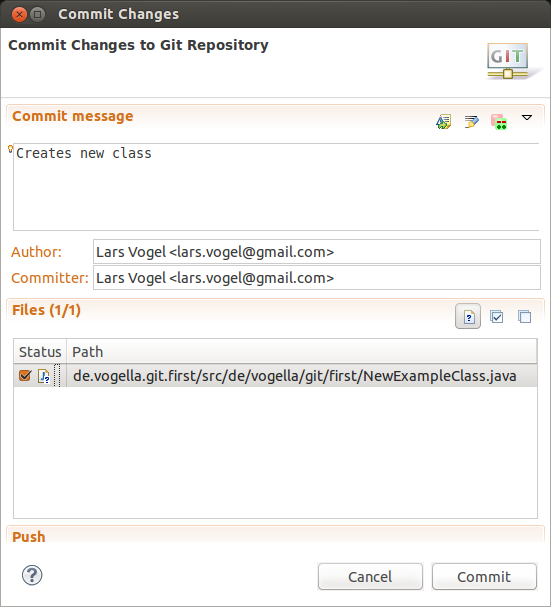 Commit Changes
Commit Changes to Git Repository
GIT
Commit message
Creates new class
Author: Lars Vogel <lars.vogel@gmail.com>
Committer: Lars Vogel <lars.vogel@gmail.com>
Files (1/1)
Status Path
de.vogella.git.first/src/de/vogella/git/first/NewExampleClass.java
Push
Cancel Commit